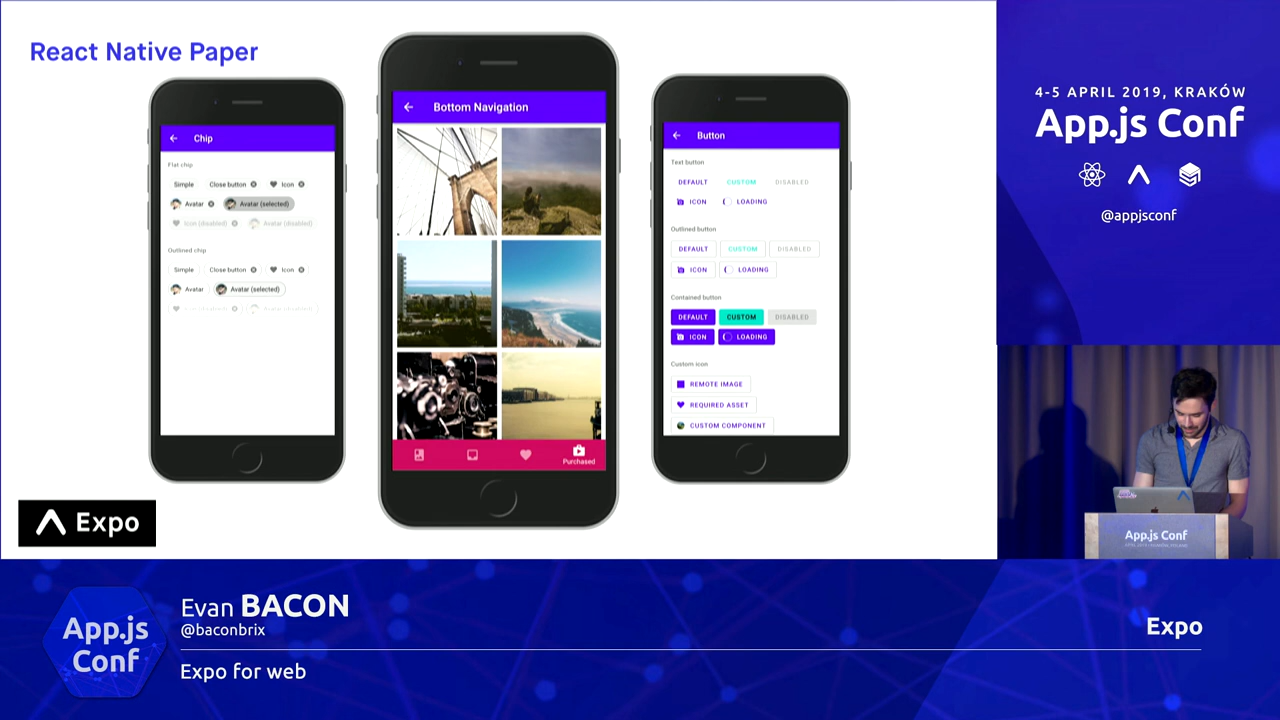 React Native Paper
Chip
Flat chip
Simple
Close button
Icon
Avatar
Avatar (selected)
Icon (disabled)
Avatar (disabled)
Outlined chip
Simple
Close button
Icon
Avatar
Avatar (selected)
Bottom Navigation
Purchased
Button
Text button
DEFAULT
CUSTOM
DISABLED
ICON
LOADING
Outlined button
DEFAULT
CUSTOM
DISABLED
ICON
LOADING
Contained button
DEFAULT
CUSTOM
DISABLED
ICON
LOADING
Custom icon
REMOTE IMAGE
REQUIRED ASSET
CUSTOM COMPONENT
Expo
4-5 APRIL 2019, KRAKÓW
App.js Conf
@appjsconf
App.js Conf
App.js
Conf
Evan BACON
@baconbrix
Expo for web
Expo